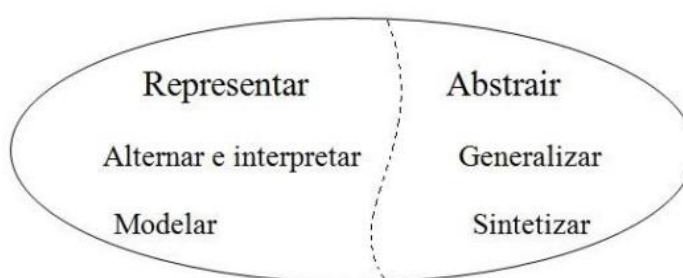 Representar
Abstrair
Alternar e interpretar
Generalizar
Modelar
Sintetizar